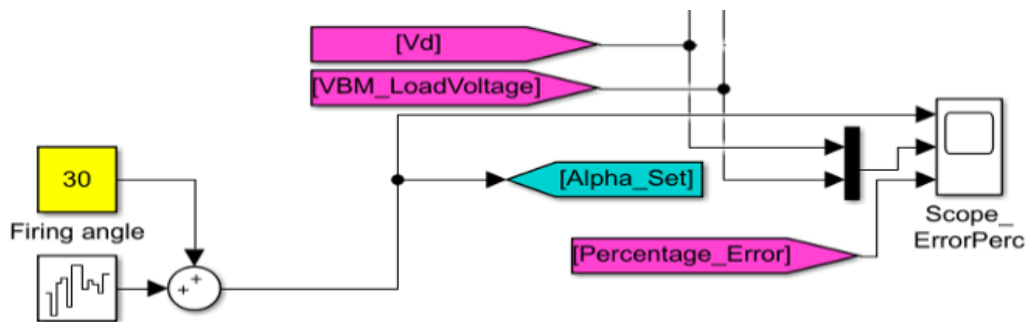 [Vd]
[VBM_LoadVoltage]
30
[Alpha_Set]
Firing angle
Scope_
ErrorPerc
[Percentage_Error]
++